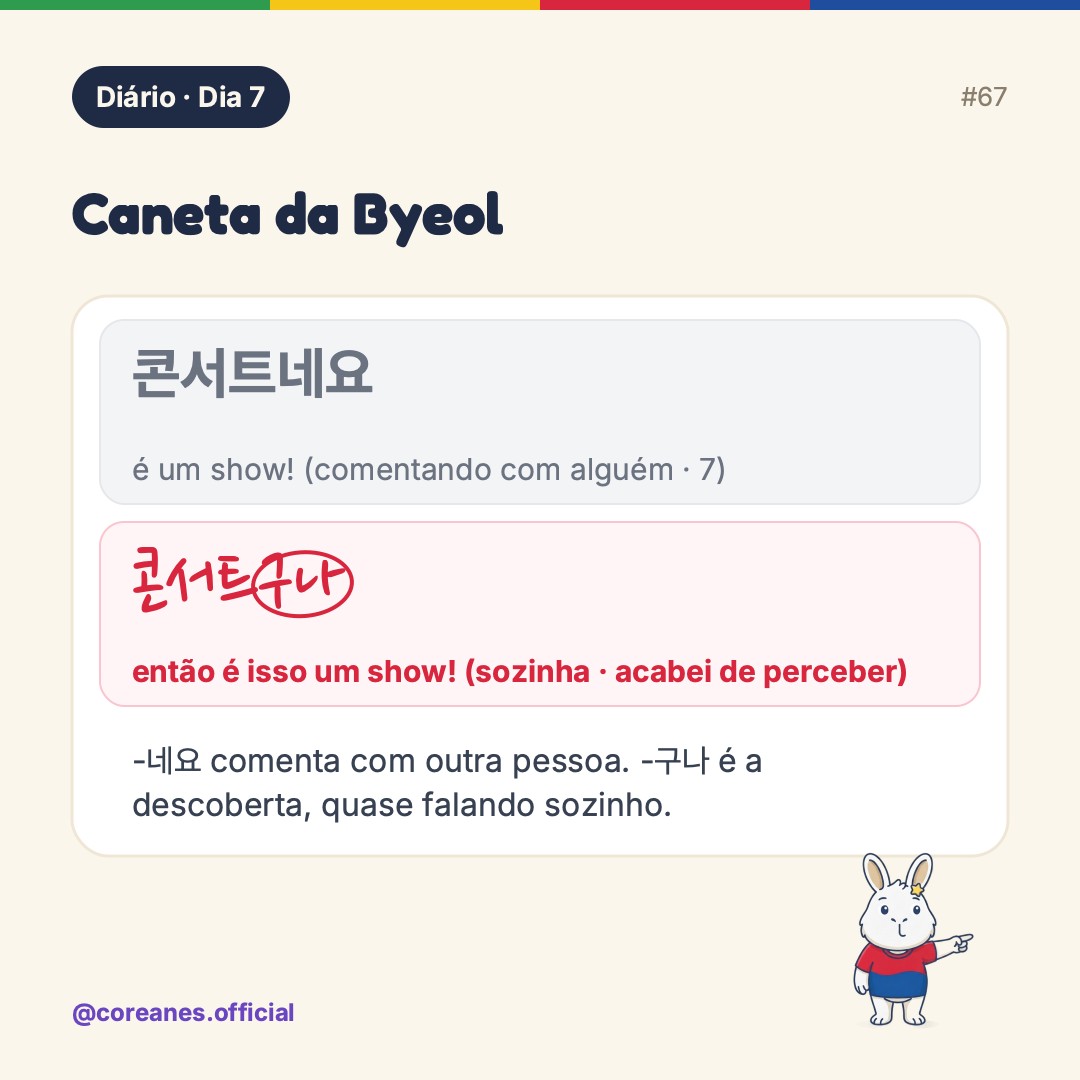 Diário · Dia 7
#67
Caneta da Byeol
콘서트네요
é um show! (comentando com alguém · 7)
콘서트구나
então é isso um show! (sozinha · acabei de perceber)
-네요 comenta com outra pessoa. -구나 é a
descoberta, quase falando sozinho.
@coreanes.official